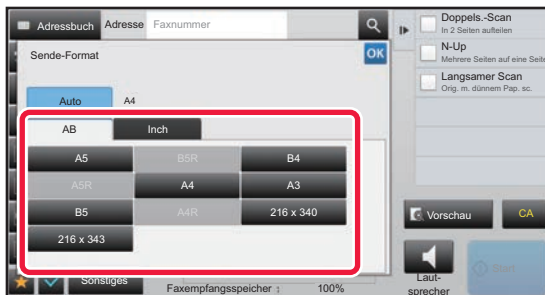 Adressbuch Adresse Faxnummer
Sende-Format OK
Auto A4
AB Inch
A5 B5R B4
A5R A4 A3
B5 A4R 216 x 340
216 x 343
Sonstiges
Faxempfangsspeicher : 100%
Doppels.-Scan
In 2 Seiten aufteilen
N-Up
Mehrere Seiten auf eine Seite
Langsamer Scan
Orig. m. dünnem Pap. sc.
Vorschau CA
Laut-
sprecher
Start